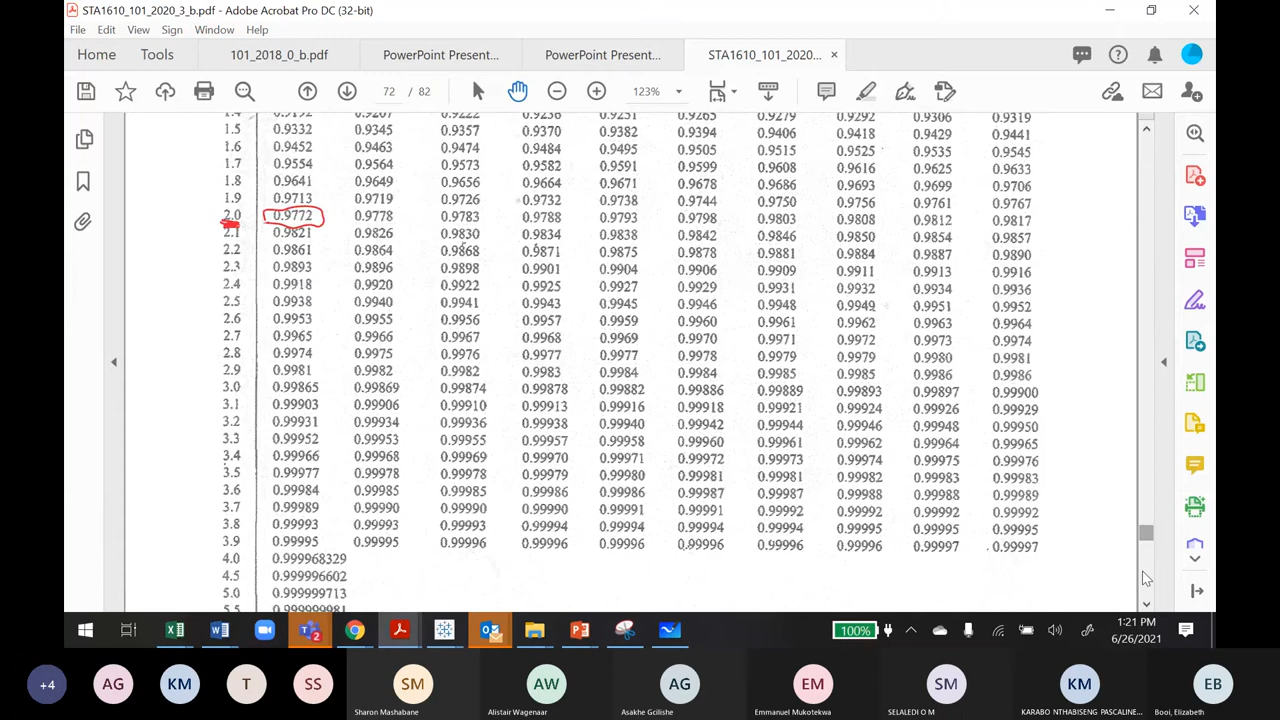 STA1610_101_2020_3_b.pdf - Adobe Acrobat Pro DC (32-bit)
File Edit View Sign Window Help
Home Tools 101_2018_0_b.pdf PowerPoint Present... PowerPoint Present... STA1610_101_2020... ×
72 / 82 123%
1.4 0.9192 0.9207 0.9222 0.9236 0.9251 0.9265 0.9279 0.9292 0.9306 0.9319
1.5 0.9332 0.9345 0.9357 0.9370 0.9382 0.9394 0.9406 0.9418 0.9429 0.9441
1.6 0.9452 0.9463 0.9474 0.9484 0.9495 0.9505 0.9515 0.9525 0.9535 0.9545
1.7 0.9554 0.9564 0.9573 0.9582 0.9591 0.9599 0.9608 0.9616 0.9625 0.9633
1.8 0.9641 0.9649 0.9656 0.9664 0.9671 0.9678 0.9686 0.9693 0.9699 0.9706
1.9 0.9713 0.9719 0.9726 0.9732 0.9738 0.9744 0.9750 0.9756 0.9761 0.9767
2.0 0.9772 0.9778 0.9783 0.9788 0.9793 0.9798 0.9803 0.9808 0.9812 0.9817
2.1 0.9821 0.9826 0.9830 0.9834 0.9838 0.9842 0.9846 0.9850 0.9854 0.9857
2.2 0.9861 0.9864 0.9868 0.9871 0.9875 0.9878 0.9881 0.9884 0.9887 0.9890
2.3 0.9893 0.9896 0.9898 0.9901 0.9904 0.9906 0.9909 0.9911 0.9913 0.9916
2.4 0.9918 0.9920 0.9922 0.9925 0.9927 0.9929 0.9931 0.9932 0.9934 0.9936
2.5 0.9938 0.9940 0.9941 0.9943 0.9945 0.9946 0.9948 0.9949 0.9951 0.9952
2.6 0.9953 0.9955 0.9956 0.9957 0.9959 0.9960 0.9961 0.9962 0.9963 0.9964
2.7 0.9965 0.9966 0.9967 0.9968 0.9969 0.9970 0.9971 0.9972 0.9973 0.9974
2.8 0.9974 0.9975 0.9976 0.9977 0.9977 0.9978 0.9979 0.9979 0.9980 0.9981
2.9 0.9981 0.9982 0.9982 0.9983 0.9984 0.9984 0.9985 0.9985 0.9986 0.9986
3.0 0.99865 0.99869 0.99874 0.99878 0.99882 0.99886 0.99889 0.99893 0.99897 0.99900
3.1 0.99903 0.99906 0.99910 0.99913 0.99916 0.99918 0.99921 0.99924 0.99926 0.99929
3.2 0.99931 0.99934 0.99936 0.99938 0.99940 0.99942 0.99944 0.99946 0.99948 0.99950
3.3 0.99952 0.99953 0.99955 0.99957 0.99958 0.99960 0.99961 0.99962 0.99964 0.99965
3.4 0.99966 0.99968 0.99969 0.99970 0.99971 0.99972 0.99973 0.99974 0.99975 0.99976
3.5 0.99977 0.99978 0.99978 0.99979 0.99980 0.99981 0.99981 0.99982 0.99983 0.99983
3.6 0.99984 0.99985 0.99985 0.99986 0.99986 0.99987 0.99987 0.99988 0.99988 0.99989
3.7 0.99989 0.99990 0.99990 0.99990 0.99991 0.99991 0.99992 0.99992 0.99992 0.99992
3.8 0.99993 0.99993 0.99993 0.99994 0.99994 0.99994 0.99994 0.99995 0.99995 0.99995
3.9 0.99995 0.99995 0.99996 0.99996 0.99996 0.99996 0.99996 0.99996 0.99997 0.99997
4.0 0.999968329
4.5 0.999996602
5.0 0.999999713
5.5 0.999999981
100% 1:21 PM
6/26/2021
+4 AG KM T SS SM AW AG EM SM KM EB
Sharon Mashabane Alistair Wagenaar Asakhe Gcilishe Emmanuel Mukotekwa SELALEDI O M KARABO NTHABISENG PASCALINE... Booi, Elizabeth